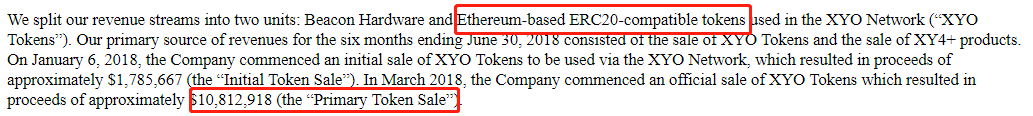 We split our revenue streams into two units: Beacon Hardware and Ethereum-based ERC20-compatible tokens used in the XYO Network (“XYO
Tokens”). Our primary source of revenues for the six months ending June 30, 2018 consisted of the sale of XYO Tokens and the sale of XY4+ products.
On January 6, 2018, the Company commenced an initial sale of XYO Tokens to be used via the XYO Network, which resulted in proceeds of
approximately $1,785,667 (the “Initial Token Sale”). In March 2018, the Company commenced an official sale of XYO Tokens which resulted in
proceeds of approximately $10,812,918 (the “Primary Token Sale”).